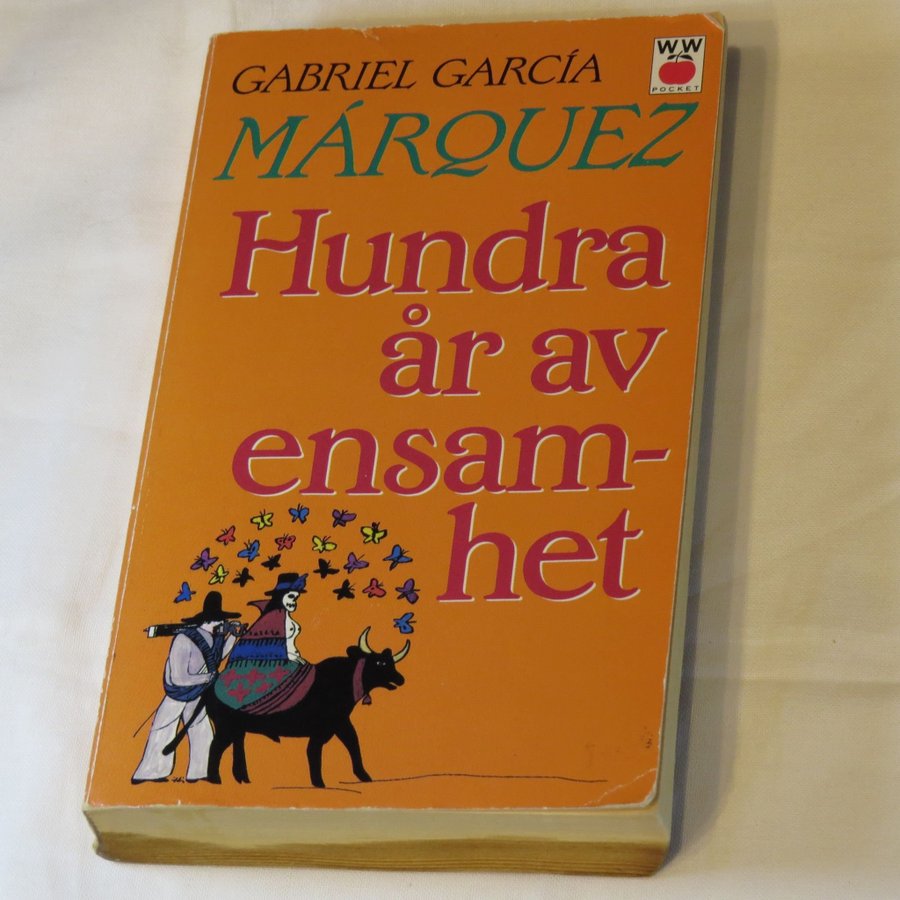 GABRIEL GARCÍA
MÁRQUEZ
WW
POCKET
Hundra
år av
ensam-
het